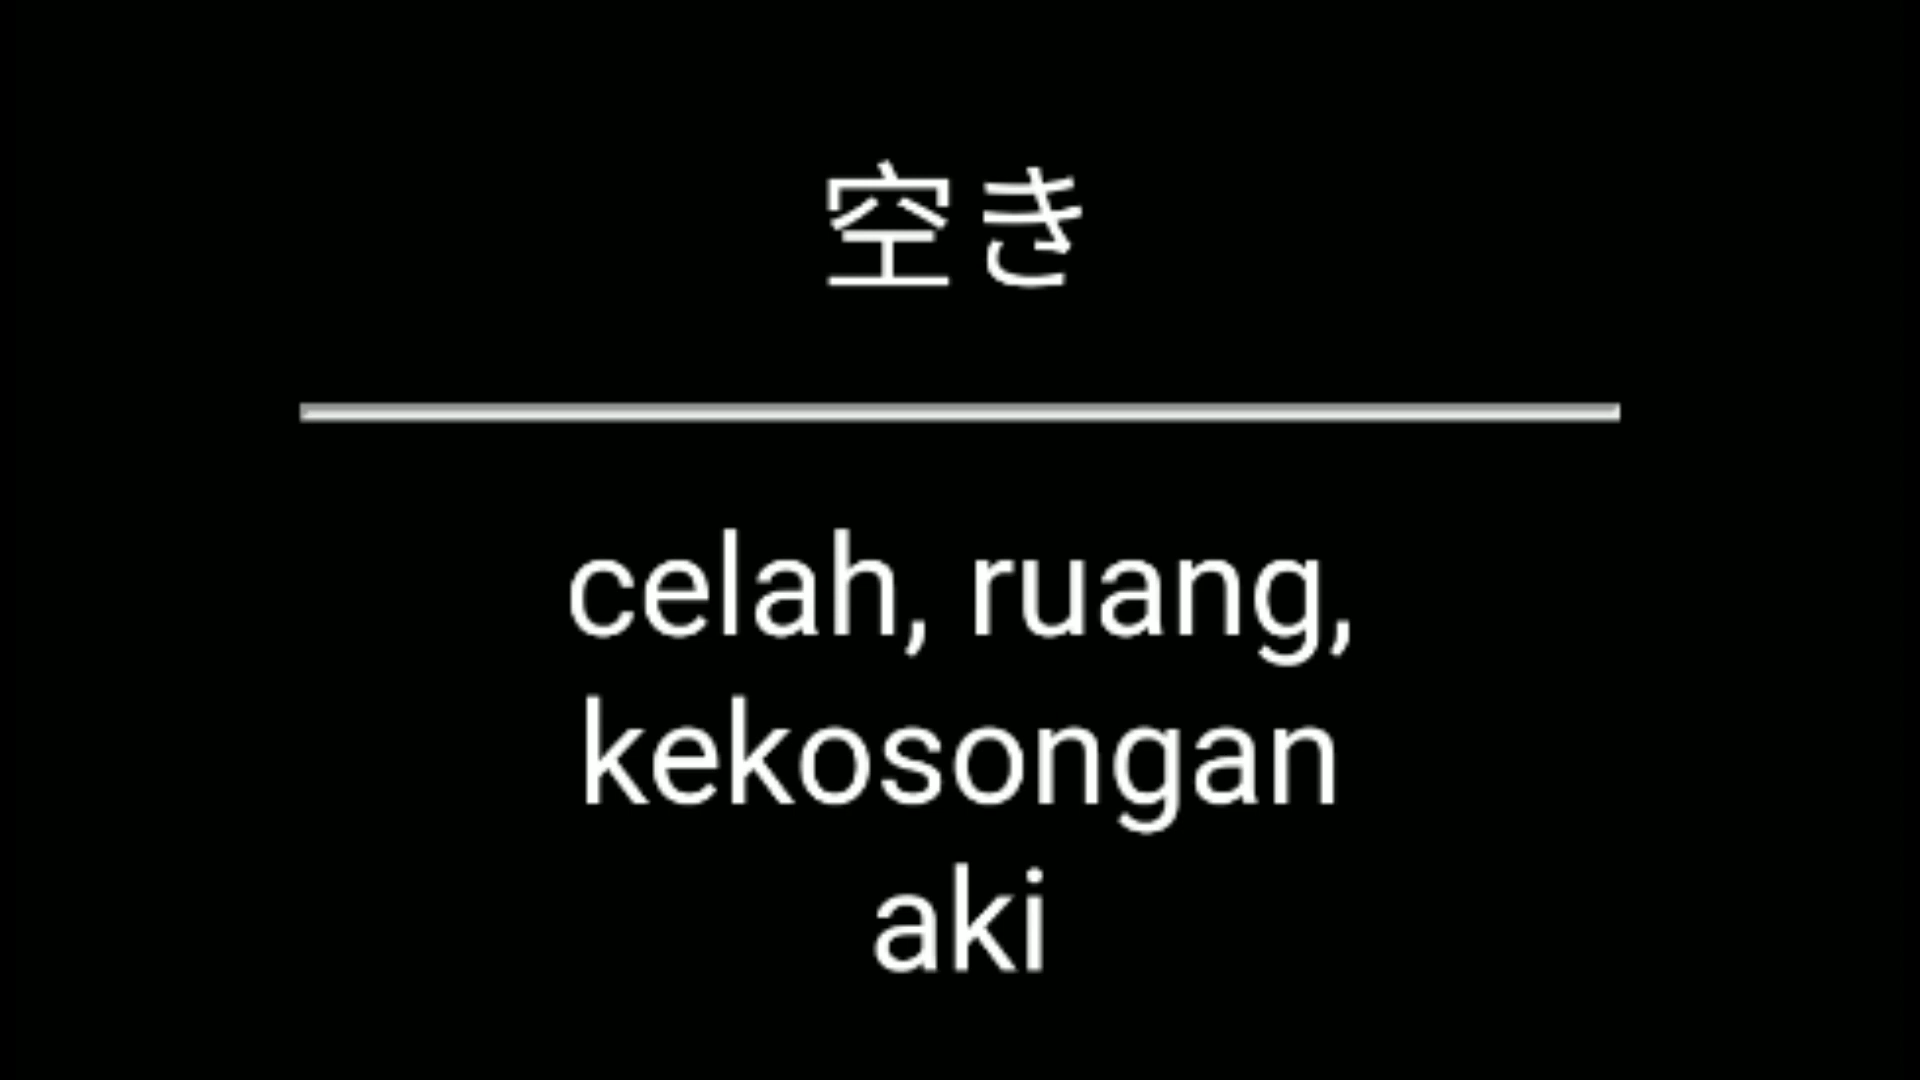 空き
celah, ruang,
kekosongan
aki